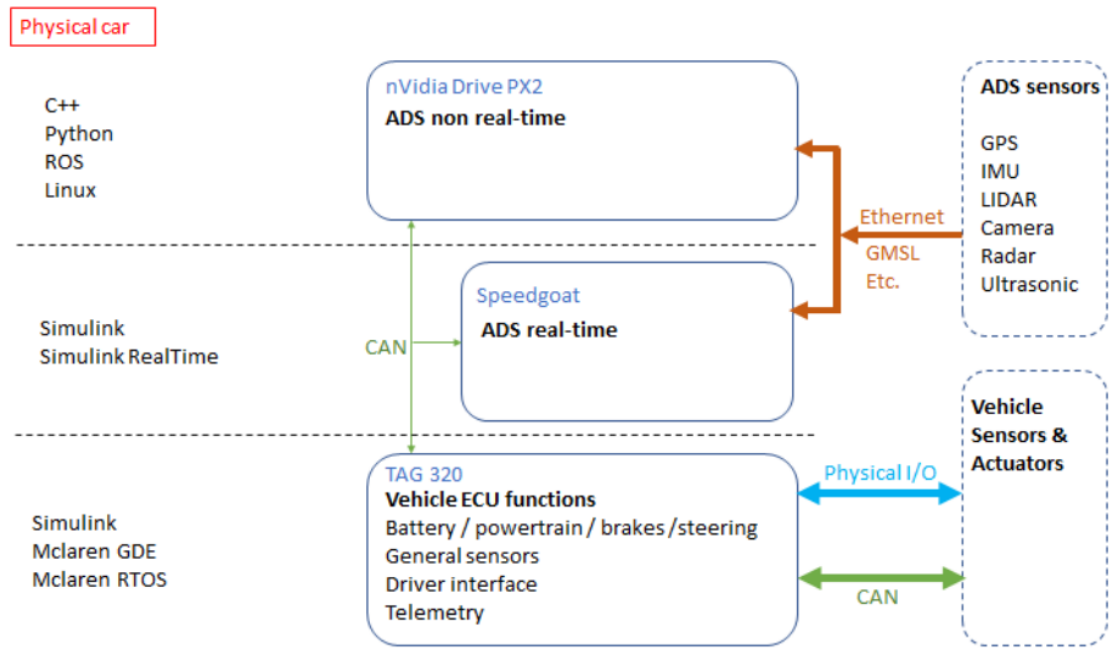 Physical car
C++
Python
ROS
Linux
nVidia Drive PX2
ADS non real-time
ADS sensors
GPS
IMU
LIDAR
Camera
Radar
Ultrasonic
Ethernet
GMSL
Etc.
Simulink
Simulink RealTime
CAN
Speedgoat
ADS real-time
Vehicle
Sensors &
Actuators
Simulink
Mclaren GDE
Mclaren RTOS
TAG 320
Vehicle ECU functions
Battery / powertrain / brakes /steering
General sensors
Driver interface
Telemetry
Physical I/O
CAN